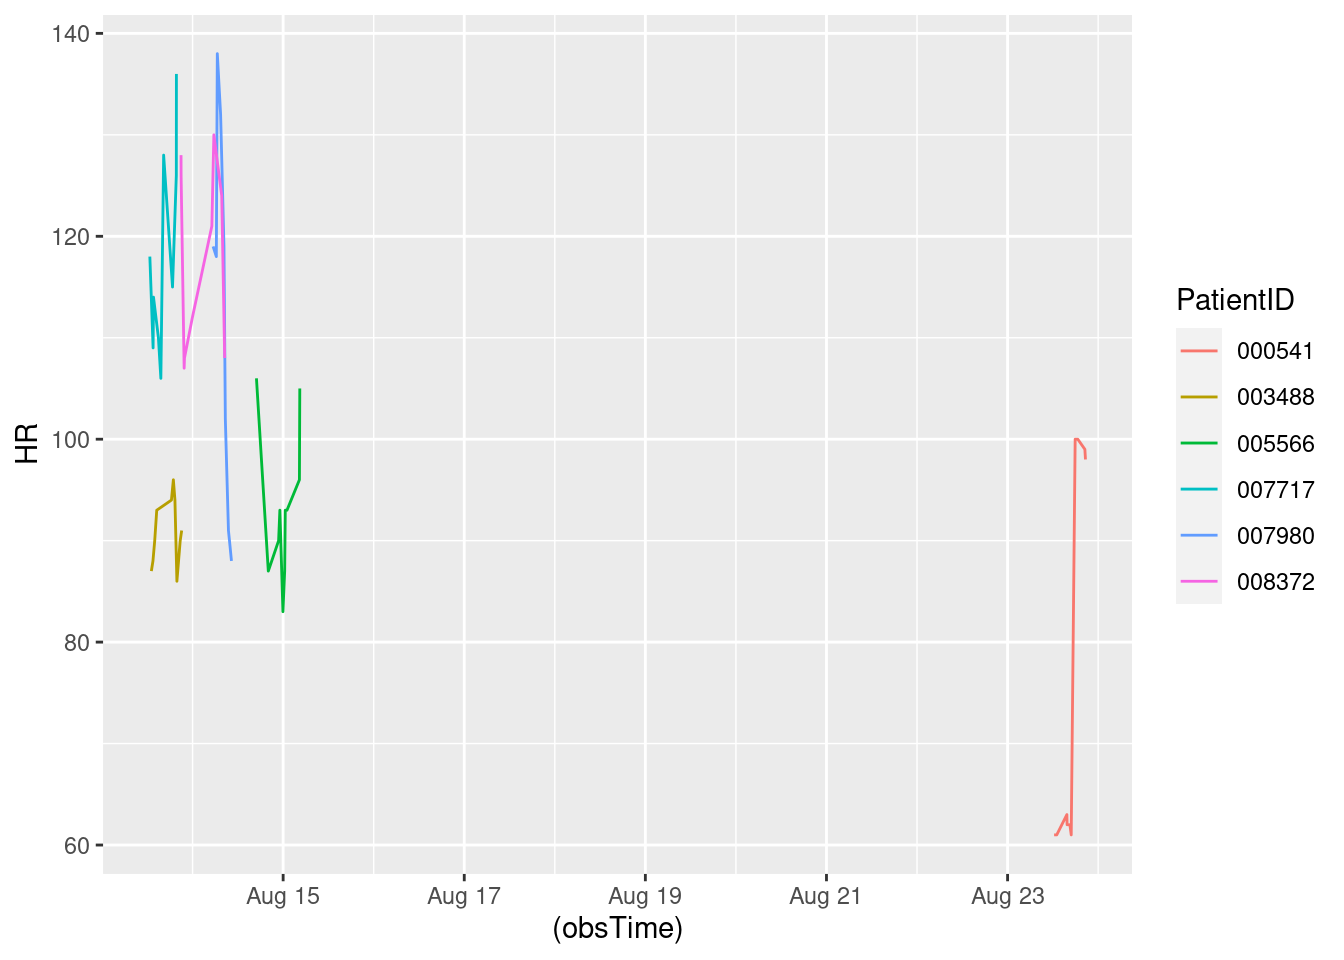 140
120
100
80
60
HR
Aug 15
Aug 17
Aug 19
Aug 21
Aug 23
(obsTime)
PatientID
000541
003488
005566
007717
007980
008372